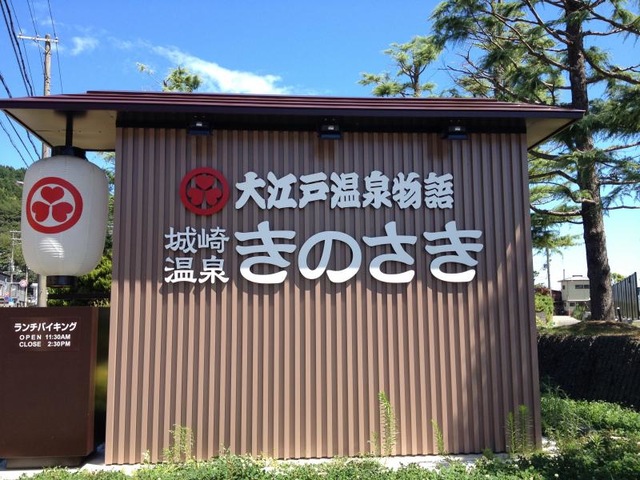 大江戸温泉物語
城崎
温泉
きのさき
ランチバイキング
OPEN 11:30AM
CLOSE 2:30PM